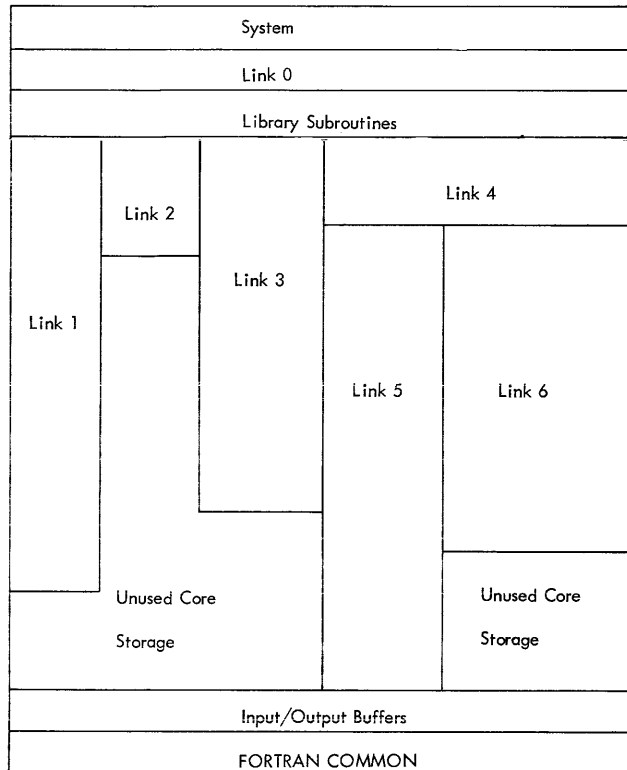 System
Link 0
Library Subroutines
Link 4
Link 2
Link 3
Link 1
Link 5
Link 6
Unused Core
Storage
Unused Core
Storage
Input/Output Buffers
FORTRAN COMMON